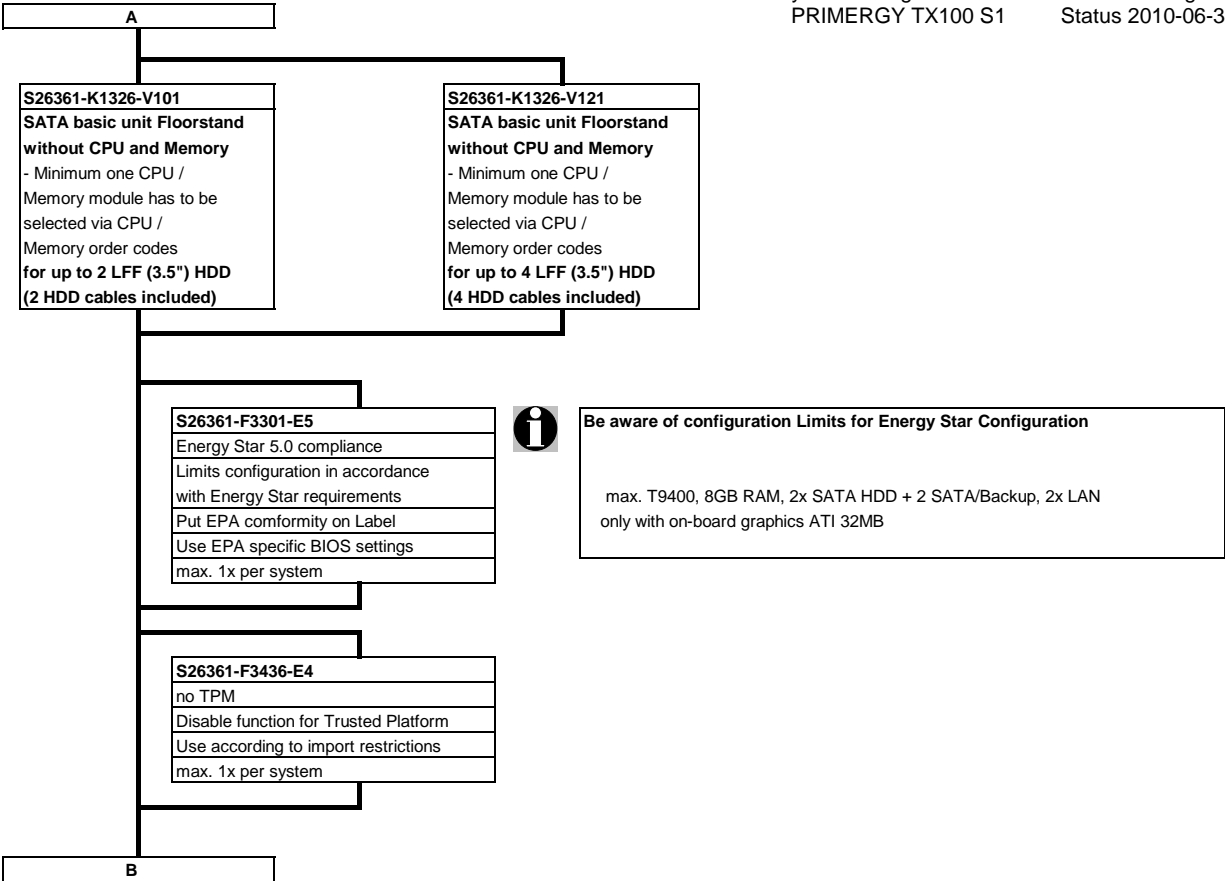 PRIMERGY TX100 S1 Status 2010-06-3
A
S26361-K1326-V101
SATA basic unit Floorstand
without CPU and Memory
- Minimum one CPU /
Memory module has to be
selected via CPU /
Memory order codes
for up to 2 LFF (3.5") HDD
(2 HDD cables included)
S26361-K1326-V121
SATA basic unit Floorstand
without CPU and Memory
- Minimum one CPU /
Memory module has to be
selected via CPU /
Memory order codes
for up to 4 LFF (3.5") HDD
(4 HDD cables included)
S26361-F3301-E5
Energy Star 5.0 compliance
Limits configuration in accordance
with Energy Star requirements
Put EPA comformity on Label
Use EPA specific BIOS settings
max. 1x per system
Be aware of configuration Limits for Energy Star Configuration
max. T9400, 8GB RAM, 2x SATA HDD + 2 SATA/Backup, 2x LAN
only with on-board graphics ATI 32MB
S26361-F3436-E4
no TPM
Disable function for Trusted Platform
Use according to import restrictions
max. 1x per system
B